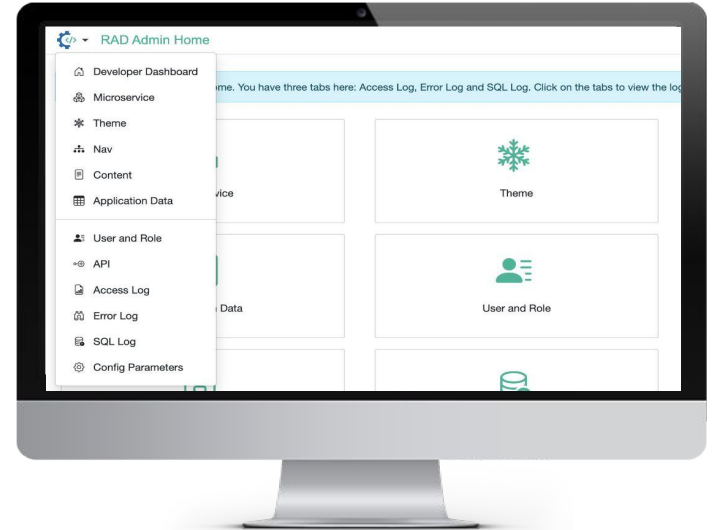 RAD Admin Home
Developer Dashboard
Microservice
Theme
Nav
Content
Application Data
User and Role
API
Access Log
Error Log
SQL Log
Config Parameters
ome. You have three tabs here: Access Log, Error Log and SQL Log. Click on the tabs to view the log
vice
Theme
Data
User and Role